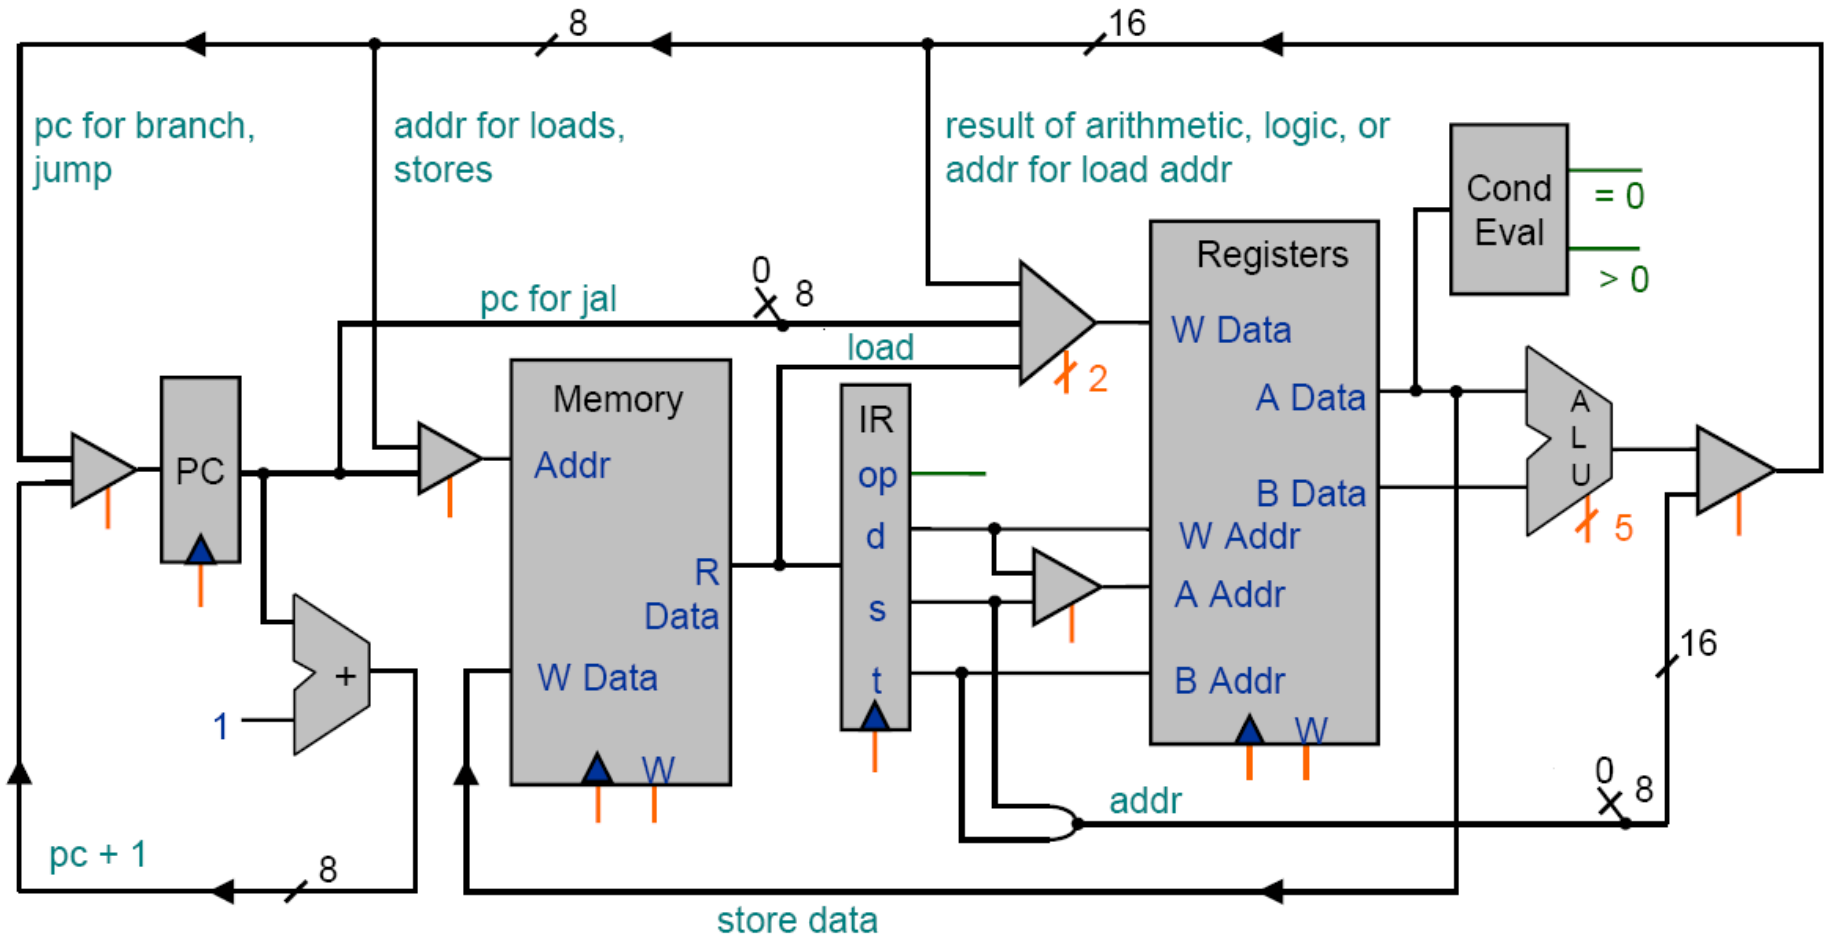 8
16
pc for branch,
jump
addr for loads,
stores
result of arithmetic, logic, or
addr for load addr
Cond
Eval
= 0
> 0
Registers
0
8
pc for jal
W Data
load
2
Memory
IR
A Data
A
L
U
PC
Addr
op
B Data
5
d
W Addr
R
Data
s
A Addr
16
+
W Data
t
B Addr
1
W
W
0
8
addr
pc + 1
8
store data